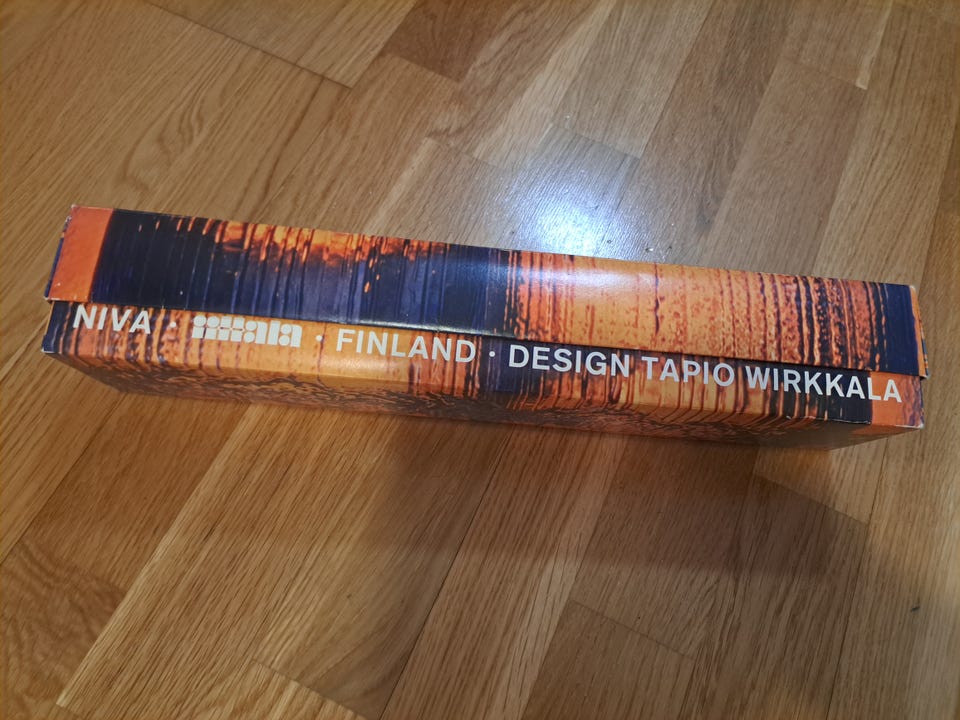 NIVA · iittala · FINLAND · DESIGN TAPIO WIRKKALA